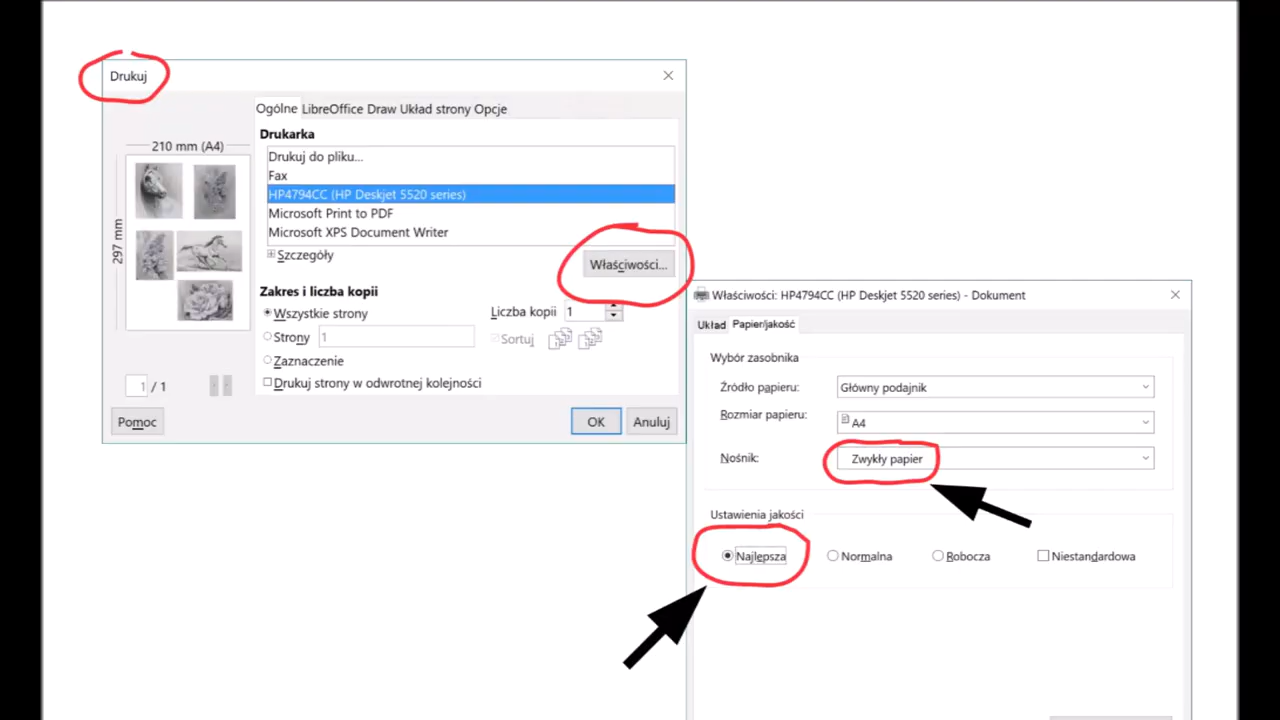 Drukuj
Ogólne LibreOffice Draw Układ strony Opcje
Drukarka
210 mm (A4)
297 mm
Drukuj do pliku...
Fax
HP4794CC (HP Deskjet 5520 series)
Microsoft Print to PDF
Microsoft XPS Document Writer
Szczegóły
Właściwości...
Zakres i liczba kopii
Wszystkie strony
Liczba kopii 1
Strony 1
Sortuj
Zaznaczenie
Drukuj strony w odwrotnej kolejności
1 / 1
Pomoc
OK
Anuluj
Właściwości: HP4794CC (HP Deskjet 5520 series) - Dokument
Układ Papier/jakość
Wybór zasobnika
Źródło papieru: Główny podajnik
Rozmiar papieru: A4
Nośnik: Zwykły papier
Ustawienia jakości
Najlepsza Normalna Robocza Niestandardowa